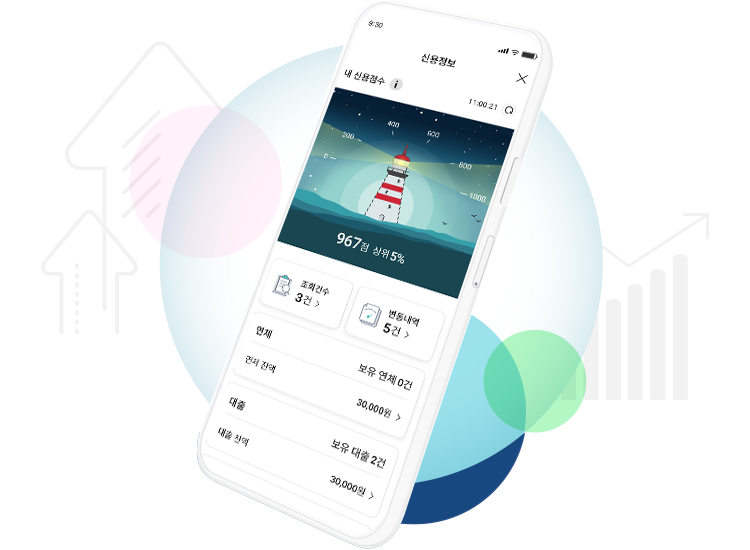 9:30
신용정보
내 신용점수 i
11:00:21
0
200
400
600
800
1000
967점 상위 5%
조회건수
3건
변동내역
5건
연체
보유 연체 0건
연체 잔액
30,000원
대출
보유 대출 2건
대출 잔액
30,000원